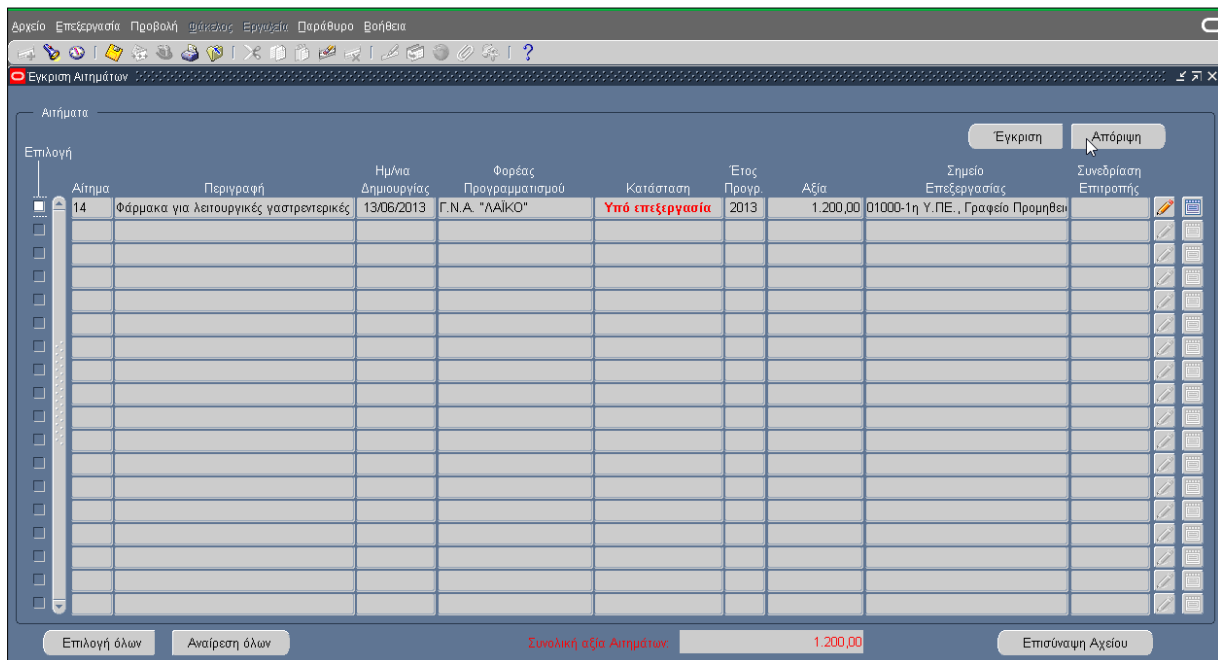 Αρχείο Επεξεργασία Προβολή Φάκελος Εργαλεία Παράθυρο Βοήθεια
?
Έγκριση Αιτημάτων
Αιτήματα
Έγκριση Απόριψη
Επιλογή
Ημ/νια Φορέας Έτος Σημείο Συνεδρίαση
Αίτημα Περιγραφή Δημιουργίας Προγραμματισμού Κατάσταση Προγρ. Αξία Επεξεργασίας Επιτροπής
14 Φάρμακα για λειτουργικές γαστρεντερικές 13/06/2013 Γ.Ν.Α. "ΛΑΪΚΟ" Υπό επεξεργασία 2013 1.200,00 01000-1η Υ.ΠΕ., Γραφείο Προμηθει
Επιλογή όλων Αναίρεση όλων Συνολική αξία Αιτημάτων: 1.200,00 Επισύναψη Αχείου